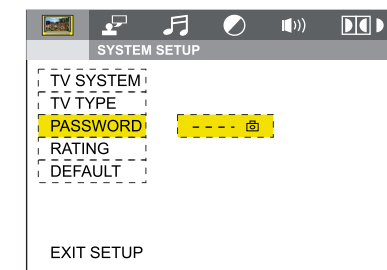 SYSTEM SETUP
TV SYSTEM
TV TYPE
PASSWORD - - - -
RATING
DEFAULT
EXIT SETUP